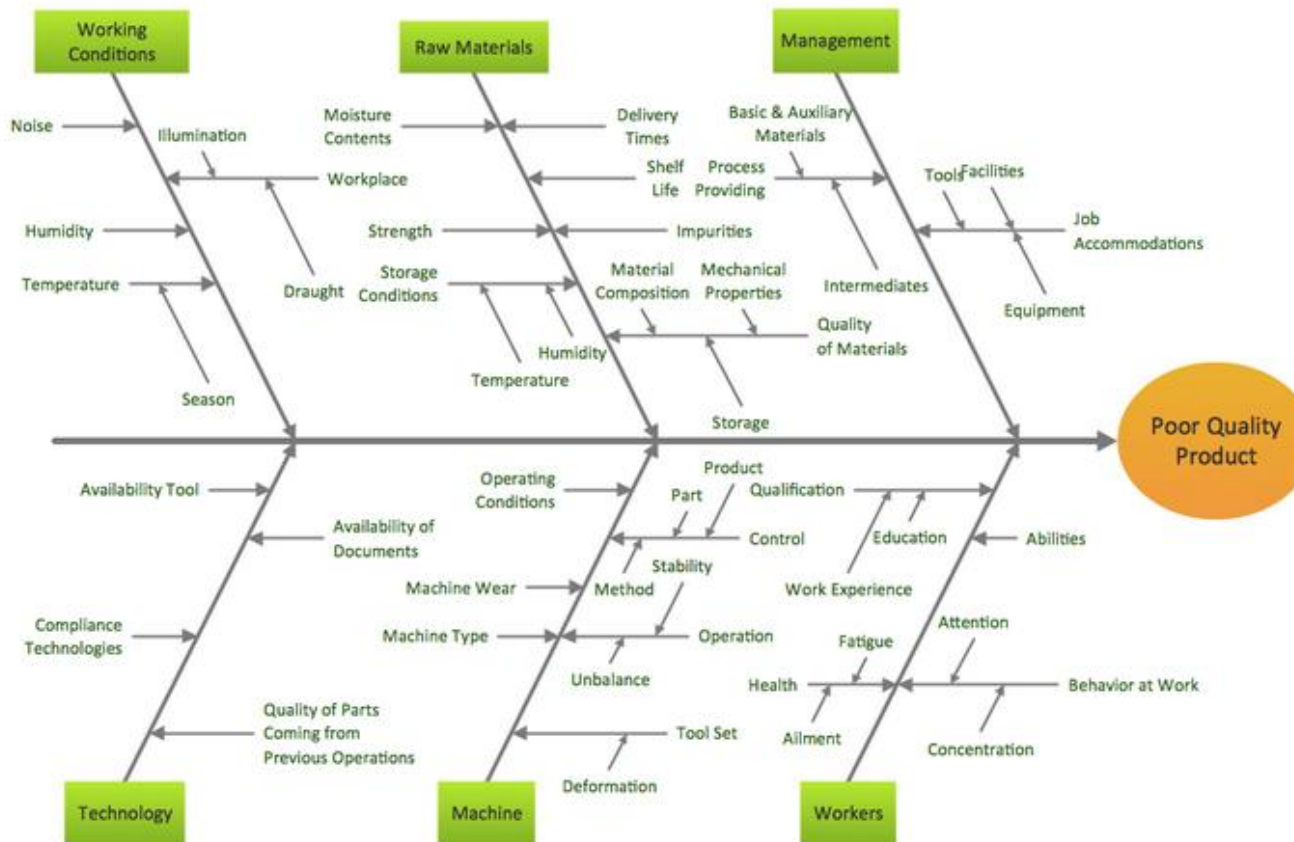 Working
Conditions
Raw Materials
Management
Noise
Illumination
Workplace
Humidity
Temperature
Draught
Season
Moisture
Contents
Delivery
Times
Shelf
Life
Strength
Impurities
Storage
Conditions
Humidity
Temperature
Material
Composition
Mechanical
Properties
Quality
of Materials
Storage
Basic & Auxiliary
Materials
Process
Providing
Intermediates
Tools
Facilities
Job
Accommodations
Equipment
Poor Quality
Product
Availability Tool
Availability of
Documents
Compliance
Technologies
Quality of Parts
Coming from
Previous Operations
Operating
Conditions
Part
Product
Control
Method
Stability
Machine Wear
Machine Type
Operation
Unbalance
Tool Set
Deformation
Qualification
Education
Work Experience
Abilities
Attention
Fatigue
Health
Ailment
Behavior at Work
Concentration
Technology
Machine
Workers